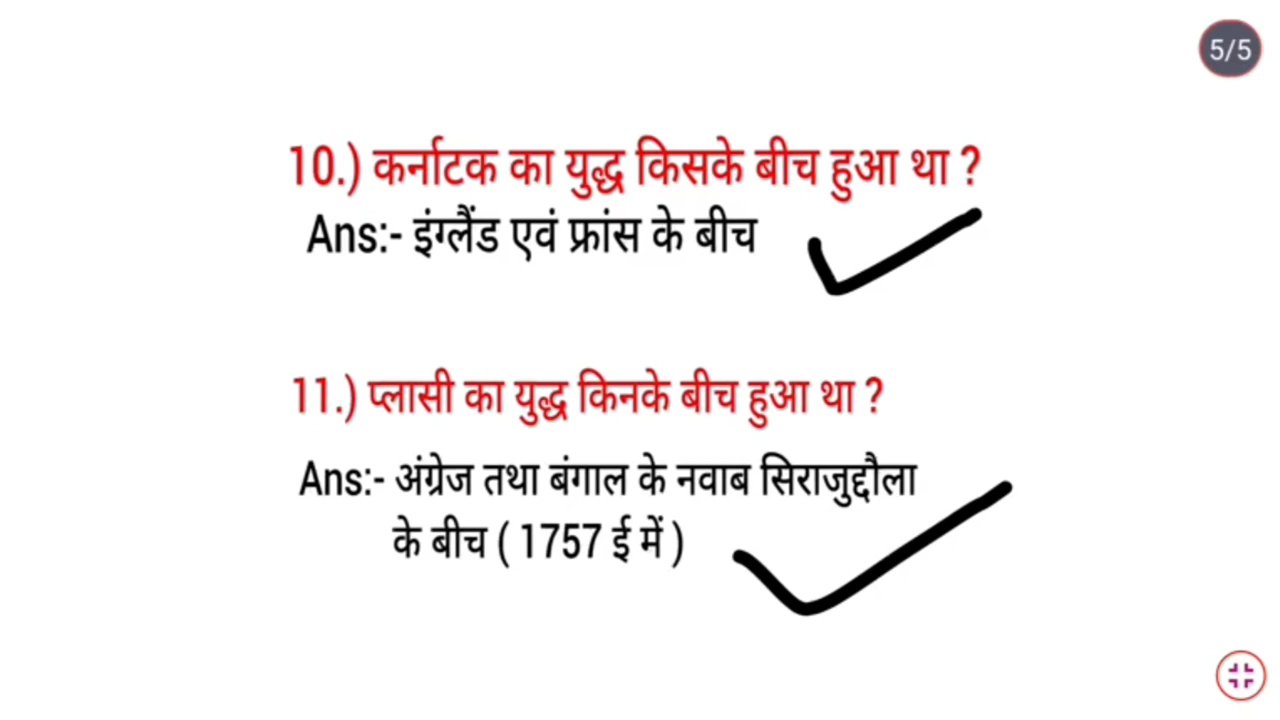 5/5
10.) कर्नाटक का युद्ध किसके बीच हुआ था ?
Ans:- इंग्लैंड एवं फ्रांस के बीच
11.) प्लासी का युद्ध किनके बीच हुआ था ?
Ans:- अंग्रेज तथा बंगाल के नवाब सिराजुद्दौला
के बीच ( 1757 ई में )